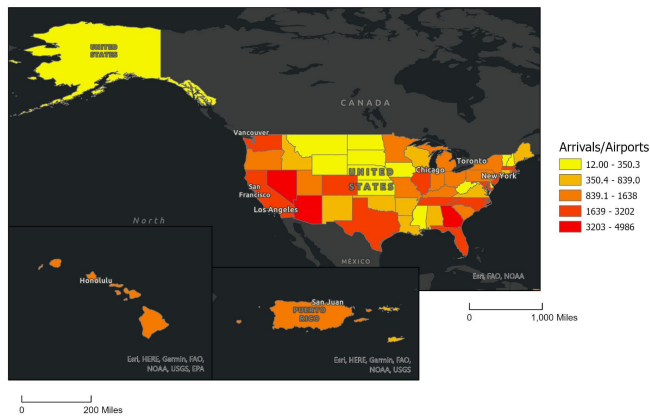 UNITED
STATES
CANADA
Vancouver
Toronto
Chicago
UNITED
STATES
New York
San
Francisco
Los Angeles
North
MÉXICO
Esri, FAO, NOAA
Honolulu
Esri, HERE, Garmin, FAO,
NOAA, USGS, EPA
San Juan
PUERTO
RICO
Esri, HERE, Garmin, FAO,
NOAA, USGS
Arrivals/Airports
12.00 - 350.3
350.4 - 839.0
839.1 - 1638
1639 - 3202
3203 - 4986
0 1,000 Miles
0 200 Miles